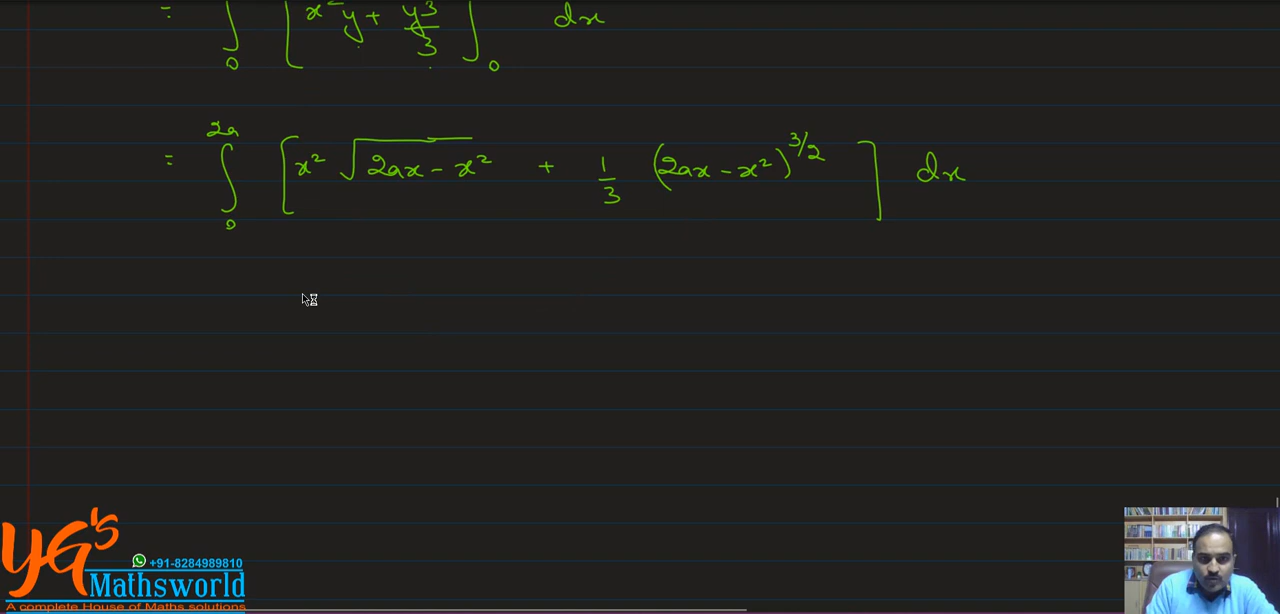 = ∫₀ [x²y + y3/3]₀ dx
= ∫₀^2a [x² √(2ax - x²) + 1/3 (2ax - x²)^3/2] dx
YG's
+91-8284989810
Mathsworld
A complete House of Maths solutions